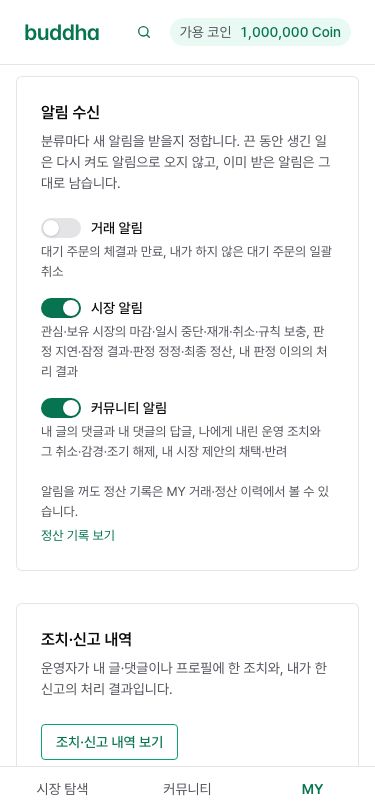 buddha
가용 코인 1,000,000 Coin
알림 수신
분류마다 새 알림을 받을지 정합니다. 끈 동안 생긴 일
은 다시 켜도 알림으로 오지 않고, 이미 받은 알림은 그
대로 남습니다.
거래 알림
대기 주문의 체결과 만료, 내가 하지 않은 대기 주문의 일괄
취소
시장 알림
관심·보유 시장의 마감·일시 중단·재개·취소·규칙 보충, 판
정 지연·잠정 결과·판정 정정·최종 정산, 내 판정 이의의 처
리 결과
커뮤니티 알림
내 글의 댓글과 내 댓글의 답글, 나에게 내린 운영 조치와
그 취소·감경·조기 해제, 내 시장 제안의 채택·반려
알림을 꺼도 정산 기록은 MY 거래·정산 이력에서 볼 수 있
습니다.
정산 기록 보기
조치·신고 내역
운영자가 내 글·댓글이나 프로필에 한 조치와, 내가 한
신고의 처리 결과입니다.
조치·신고 내역 보기
시장 탐색
커뮤니티
MY